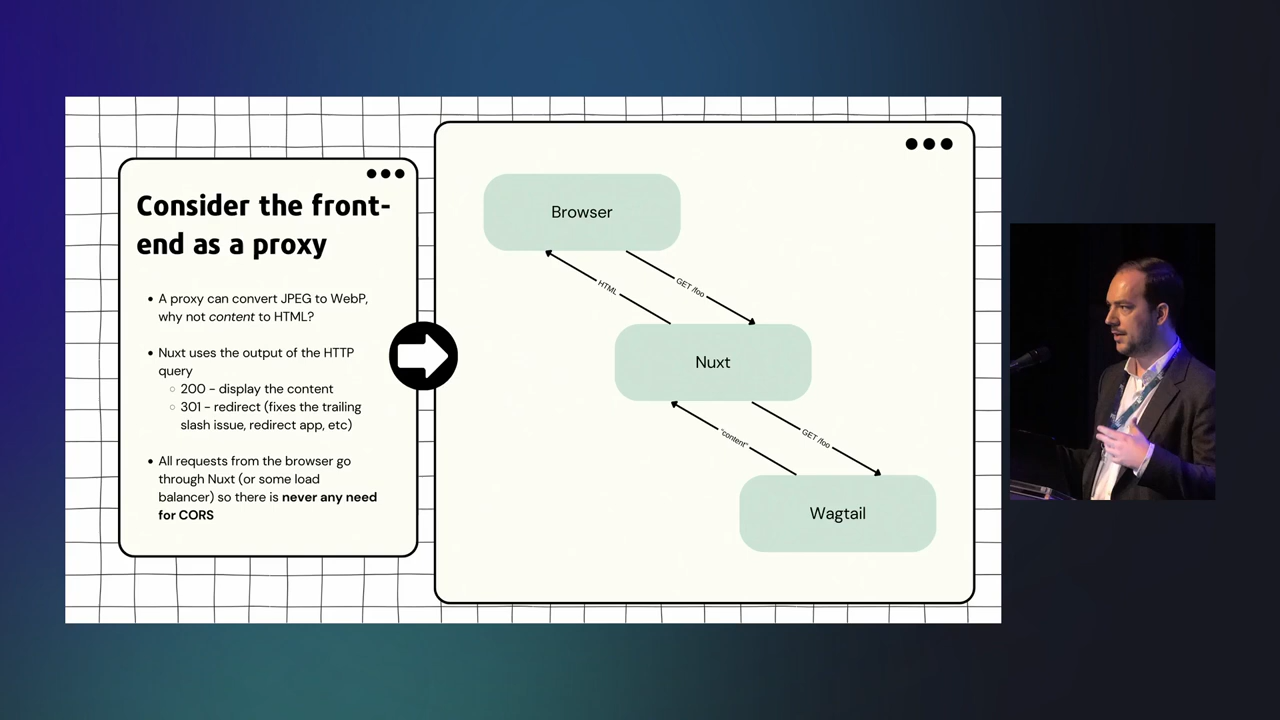 Consider the front-
end as a proxy
• A proxy can convert JPEG to WebP,
why not content to HTML?
• Nuxt uses the output of the HTTP
query
○ 200 - display the content
○ 301 - redirect (fixes the trailing
slash issue, redirect app, etc)
• All requests from the browser go
through Nuxt (or some load
balancer) so there is never any need
for CORS
Browser
HTML
GET /foo
Nuxt
"content"
GET /foo
Wagtail